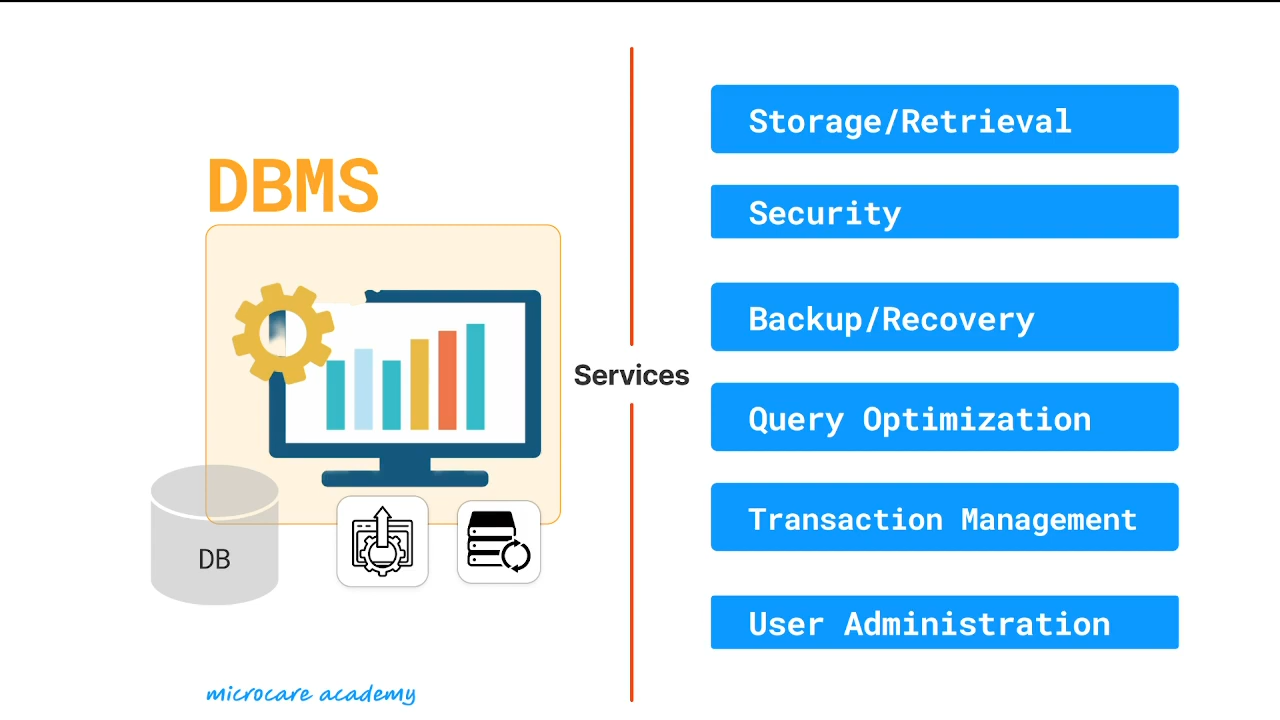 DBMS
DB
microcare academy
Services
Storage/Retrieval
Security
Backup/Recovery
Query Optimization
Transaction Management
User Administration